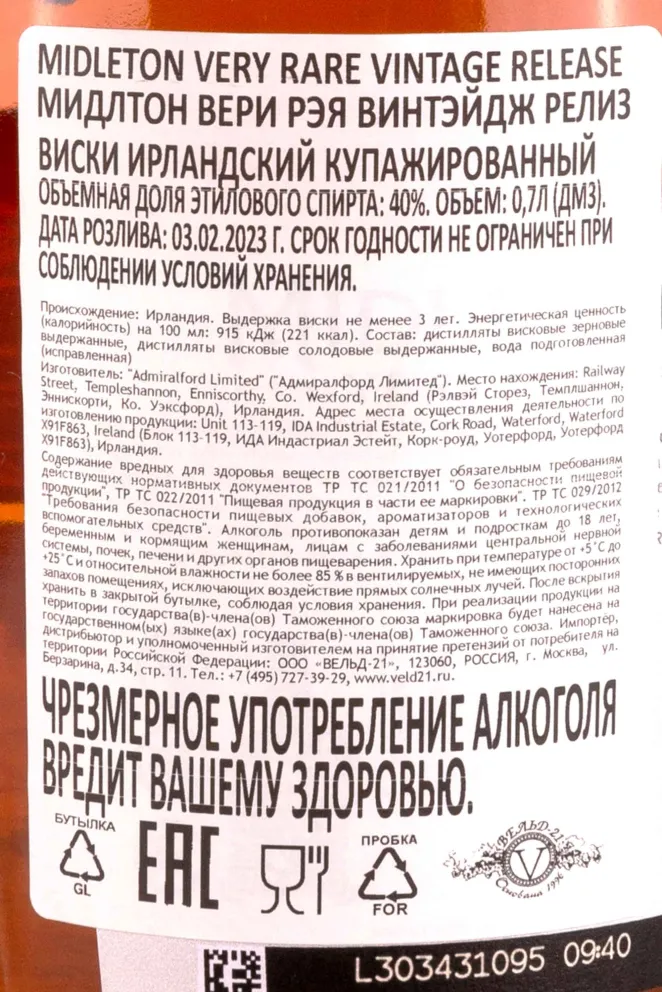 MIDLETON VERY RARE VINTAGE RELEASE
МИДЛТОН ВЕРИ РЭЯ ВИНТЭЙДЖ РЕЛИЗ
ВИСКИ ИРЛАНДСКИЙ КУПАЖИРОВАННЫЙ
ОБЪЕМНАЯ ДОЛЯ ЭТИЛОВОГО СПИРТА: 40%. ОБЪЕМ: 0,7Л (ДМ3).
ДАТА РОЗЛИВА: 03.02.2023 Г. СРОК ГОДНОСТИ НЕ ОГРАНИЧЕН ПРИ
СОБЛЮДЕНИИ УСЛОВИЙ ХРАНЕНИЯ.
Происхождение: Ирландия. Выдержка виски не менее 3 лет. Энергетическая ценность
(калорийность) на 100 мл: 915 кДж (221 ккал). Состав: дистилляты висковые зерновые
выдержанные, дистилляты висковые солодовые выдержанные, вода подготовленная
(исправленная)
Изготовитель: "Admiralford Limited" ("Адмиралфорд Лимитед"). Место нахождения: Railway
Street, Templeshannon, Enniscorthy, Co. Wexford, Ireland (Рэлвэй Сторез, Темплшаннон,
Эннискорти, Ко. Уэксфорд), Ирландия. Адрес места осуществления деятельности по
изготовлению продукции: Unit 113-119, IDA Industrial Estate, Cork Road, Waterford, Waterford
X91F863, Ireland (Блок 113-119, ИДА Индастриал Эстейт, Корк-роуд, Уотерфорд, Уотерфорд
X91F863), Ирландия.
Содержание вредных для здоровья веществ соответствует обязательным требованиям
действующих нормативных документов ТР ТС 021/2011 "О безопасности пищевой
продукции", ТР ТС 022/2011 "Пищевая продукция в части ее маркировки". ТР ТС 029/2012
"Требования безопасности пищевых добавок, ароматизаторов и технологических
вспомогательных средств". Алкоголь противопоказан детям и подросткам до 18 лет,
беременным и кормящим женщинам, лицам с заболеваниями центральной нервной
системы, почек, печени и других органов пищеварения. Хранить при температуре от +5°C до
+25°C и относительной влажности не более 85 % в вентилируемых, не имеющих посторонних
запахов помещениях, исключающих воздействие прямых солнечных лучей. После вскрытия
хранить в закрытой бутылке, соблюдая условия хранения. При реализации продукции на
территории государства(в)-члена(ов) Таможенного союза маркировка будет нанесена на
государственном(ых) языке(ах) государства(в)-члена(ов) Таможенного союза. Импортёр,
дистрибьютор и уполномоченный изготовителем на принятие претензий от потребителя на
территории Российской Федерации: ООО «ВЕЛЬД-21», 123060, РОССИЯ, г. Москва, ул.
Берзарина, д.34, стр. 11. Тел.: +7 (495) 727-39-29, www.veld21.ru.
ЧРЕЗМЕРНОЕ УПОТРЕБЛЕНИЕ АЛКОГОЛЯ
ВРЕДИТ ВАШЕМУ ЗДОРОВЬЮ.
БУТЫЛКА
GL
EAC
ПРОБКА
FOR
ВЕЛЬД-21
V
Основана 1996
L303431095 09:40